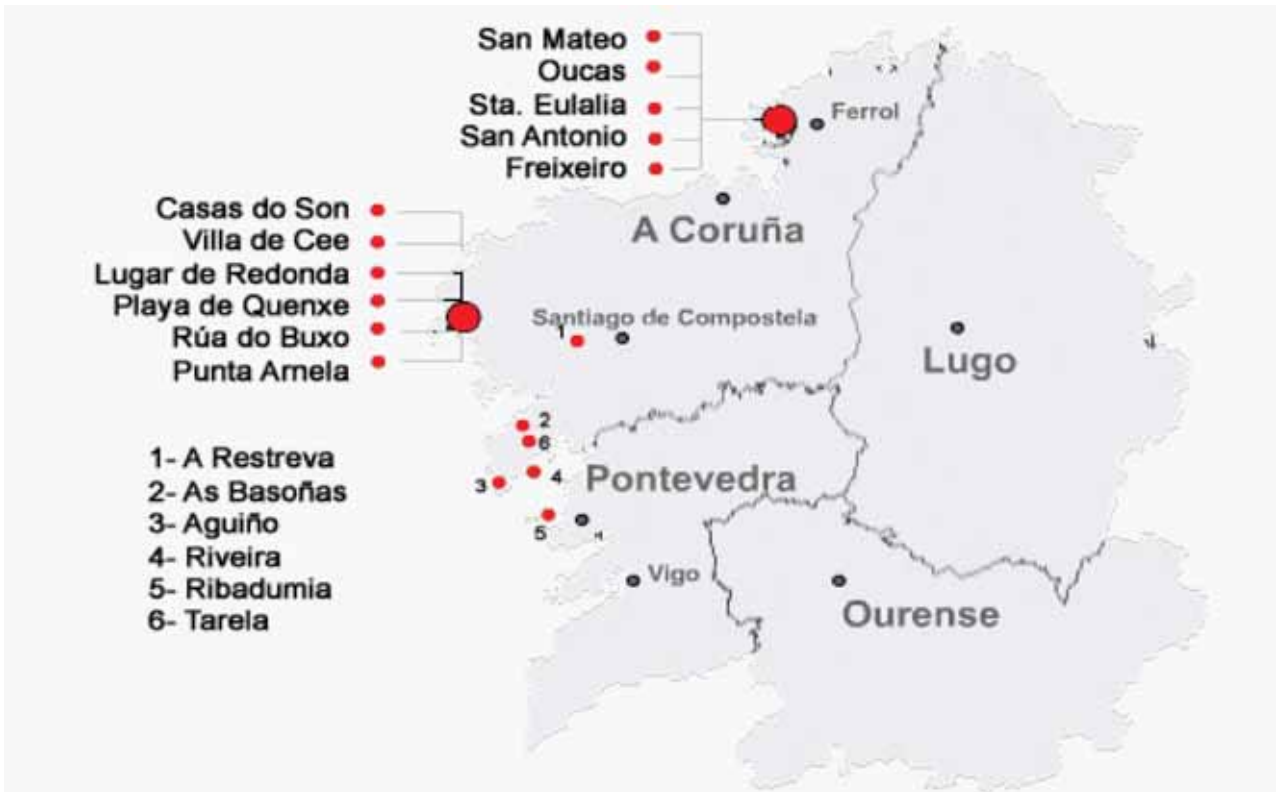 San Mateo
Oucas
Sta. Eulalia
San Antonio
Freixeiro
Ferrol
Casas do Son
Villa de Cee
Lugar de Redonda
Playa de Quenxe
Rúa do Buxo
Punta Arnela
A Coruña
Santiago de Compostela
1
Lugo
2
6
3
4
Pontevedra
5
Vigo
Ourense
1- A Restreva
2- As Basoñas
3- Aguiño
4- Riveira
5- Ribadumia
6- Tarela